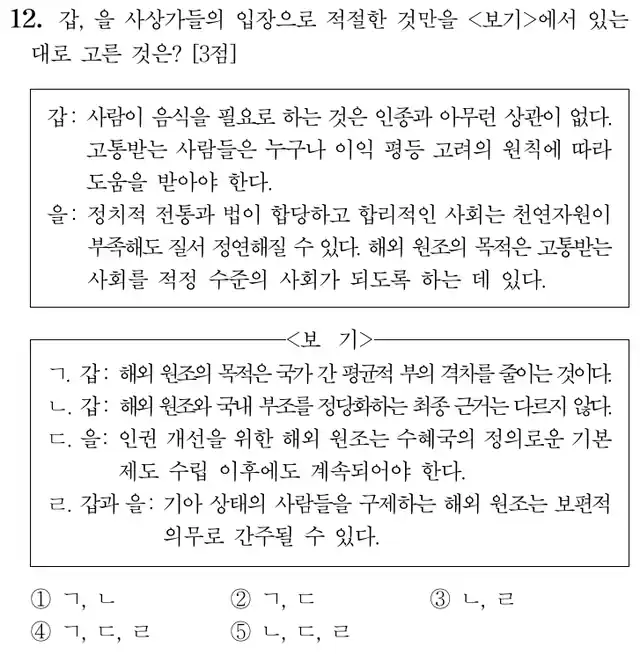 12. 갑, 을 사상가들의 입장으로 적절한 것만을 <보기>에서 있는
대로 고른 것은? [3점]
갑: 사람이 음식을 필요로 하는 것은 인종과 아무런 상관이 없다.
고통받는 사람들은 누구나 이익 평등 고려의 원칙에 따라
도움을 받아야 한다.
을: 정치적 전통과 법이 합당하고 합리적인 사회는 천연자원이
부족해도 질서 정연해질 수 있다. 해외 원조의 목적은 고통받는
사회를 적정 수준의 사회가 되도록 하는 데 있다.
<보 기>
ㄱ. 갑: 해외 원조의 목적은 국가 간 평균적 부의 격차를 줄이는 것이다.
ㄴ. 갑: 해외 원조와 국내 부조를 정당화하는 최종 근거는 다르지 않다.
ㄷ. 을: 인권 개선을 위한 해외 원조는 수혜국의 정의로운 기본
제도 수립 이후에도 계속되어야 한다.
ㄹ. 갑과 을: 기아 상태의 사람들을 구제하는 해외 원조는 보편적
의무로 간주될 수 있다.
① ㄱ, ㄴ ② ㄱ, ㄷ ③ ㄴ, ㄹ
④ ㄱ, ㄷ, ㄹ ⑤ ㄴ, ㄷ, ㄹ